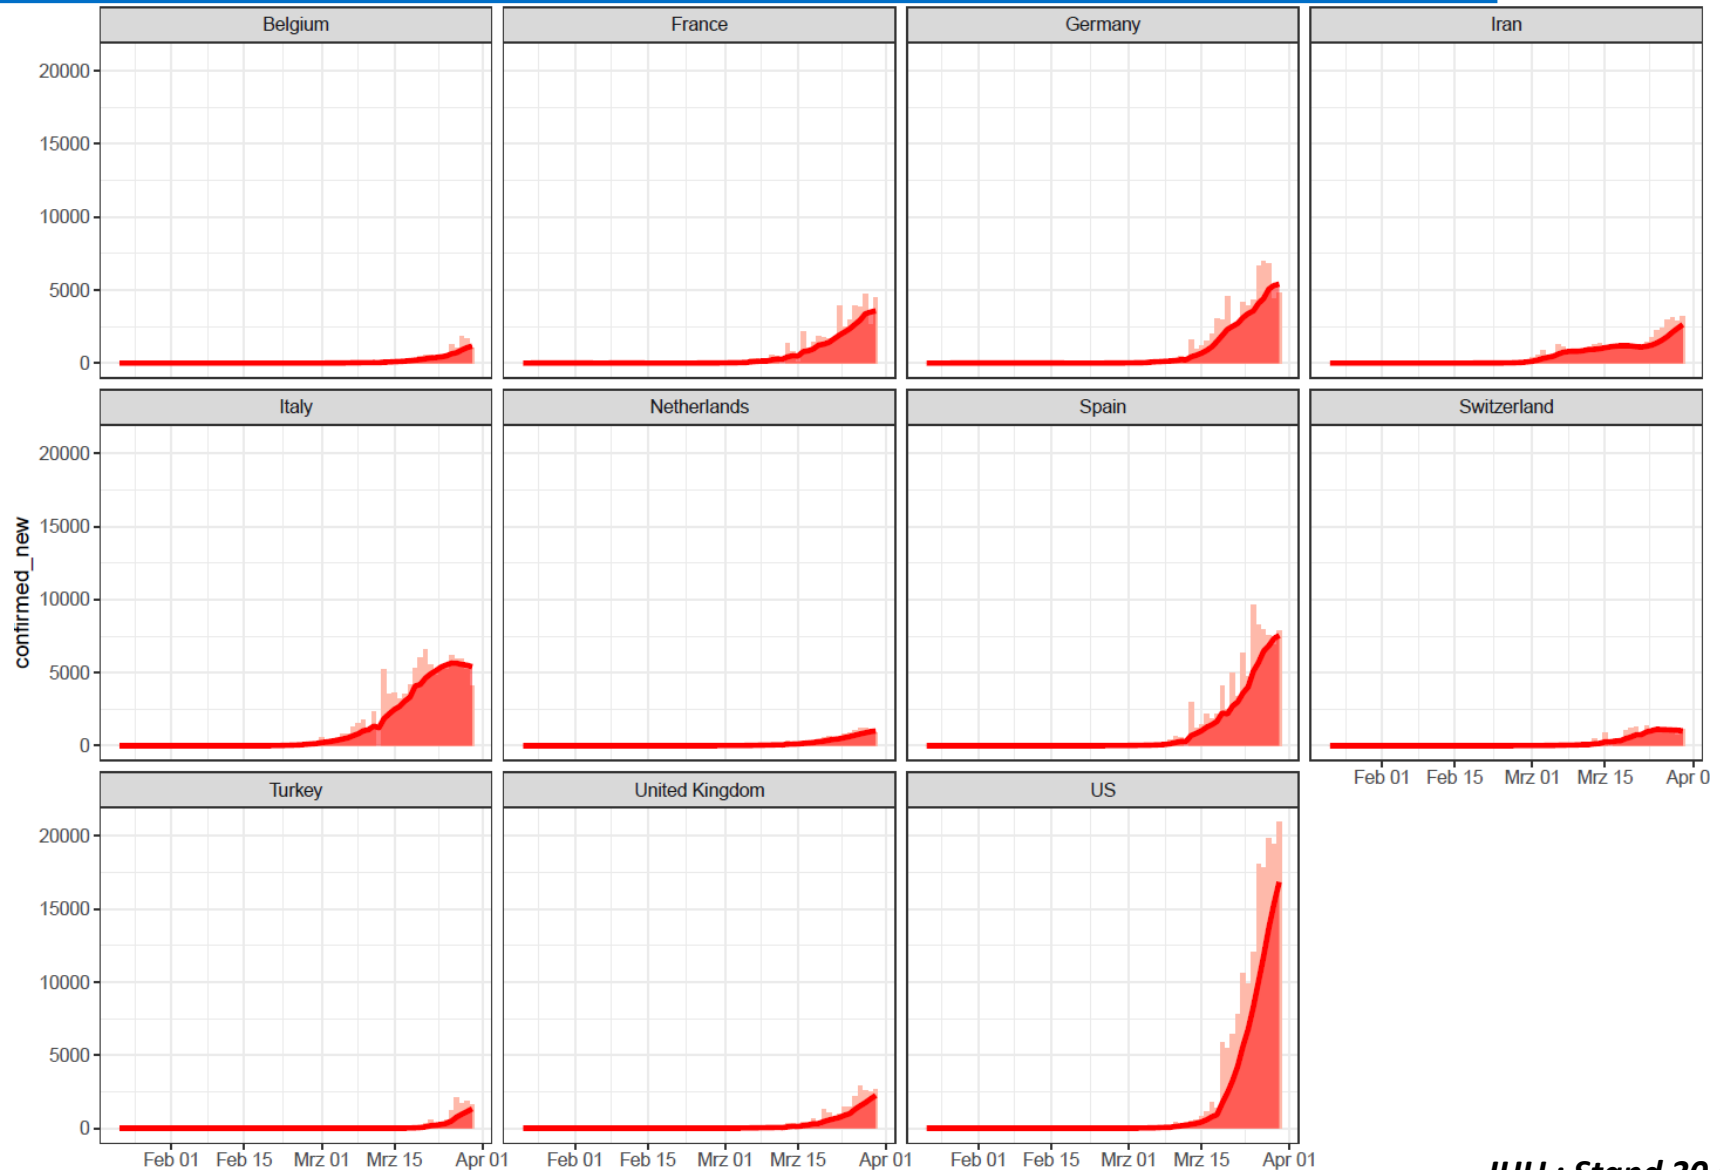 Belgium France Germany Iran
20000
15000
10000
5000
0
Italy Netherlands Spain Switzerland
20000
15000
10000
5000
0
confirmed_new
Feb 01 Feb 15 Mrz 01 Mrz 15 Apr 0
Turkey United Kingdom US
20000
15000
10000
5000
0
Feb 01 Feb 15 Mrz 01 Mrz 15 Apr 01 Feb 01 Feb 15 Mrz 01 Mrz 15 Apr 01 Feb 01 Feb 15 Mrz 01 Mrz 15 Apr 01
: Stand